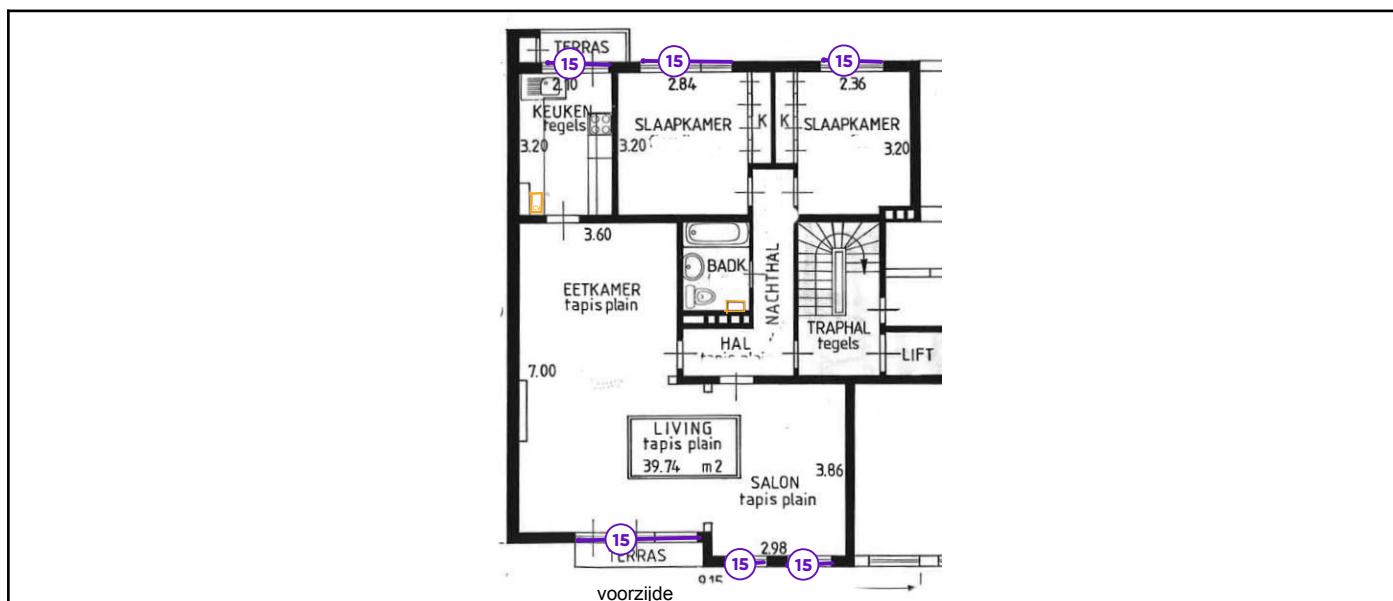 TERRAS
15
15
15
2.10
2.84
2.36
KEUKEN
tegels
SLAAPKAMER
K
K
SLAAPKAMER
3.20
3.20
3.20
3.60
BADK
NACHTHAL
EETKAMER
tapis plain
TRAPHAL
tegels
HAL
LIFT
7.00
LIVING
tapis plain
39.74 m2
3.86
SALON
tapis plain
15
2.98
TERRAS
15
15
9.15
voorzijde